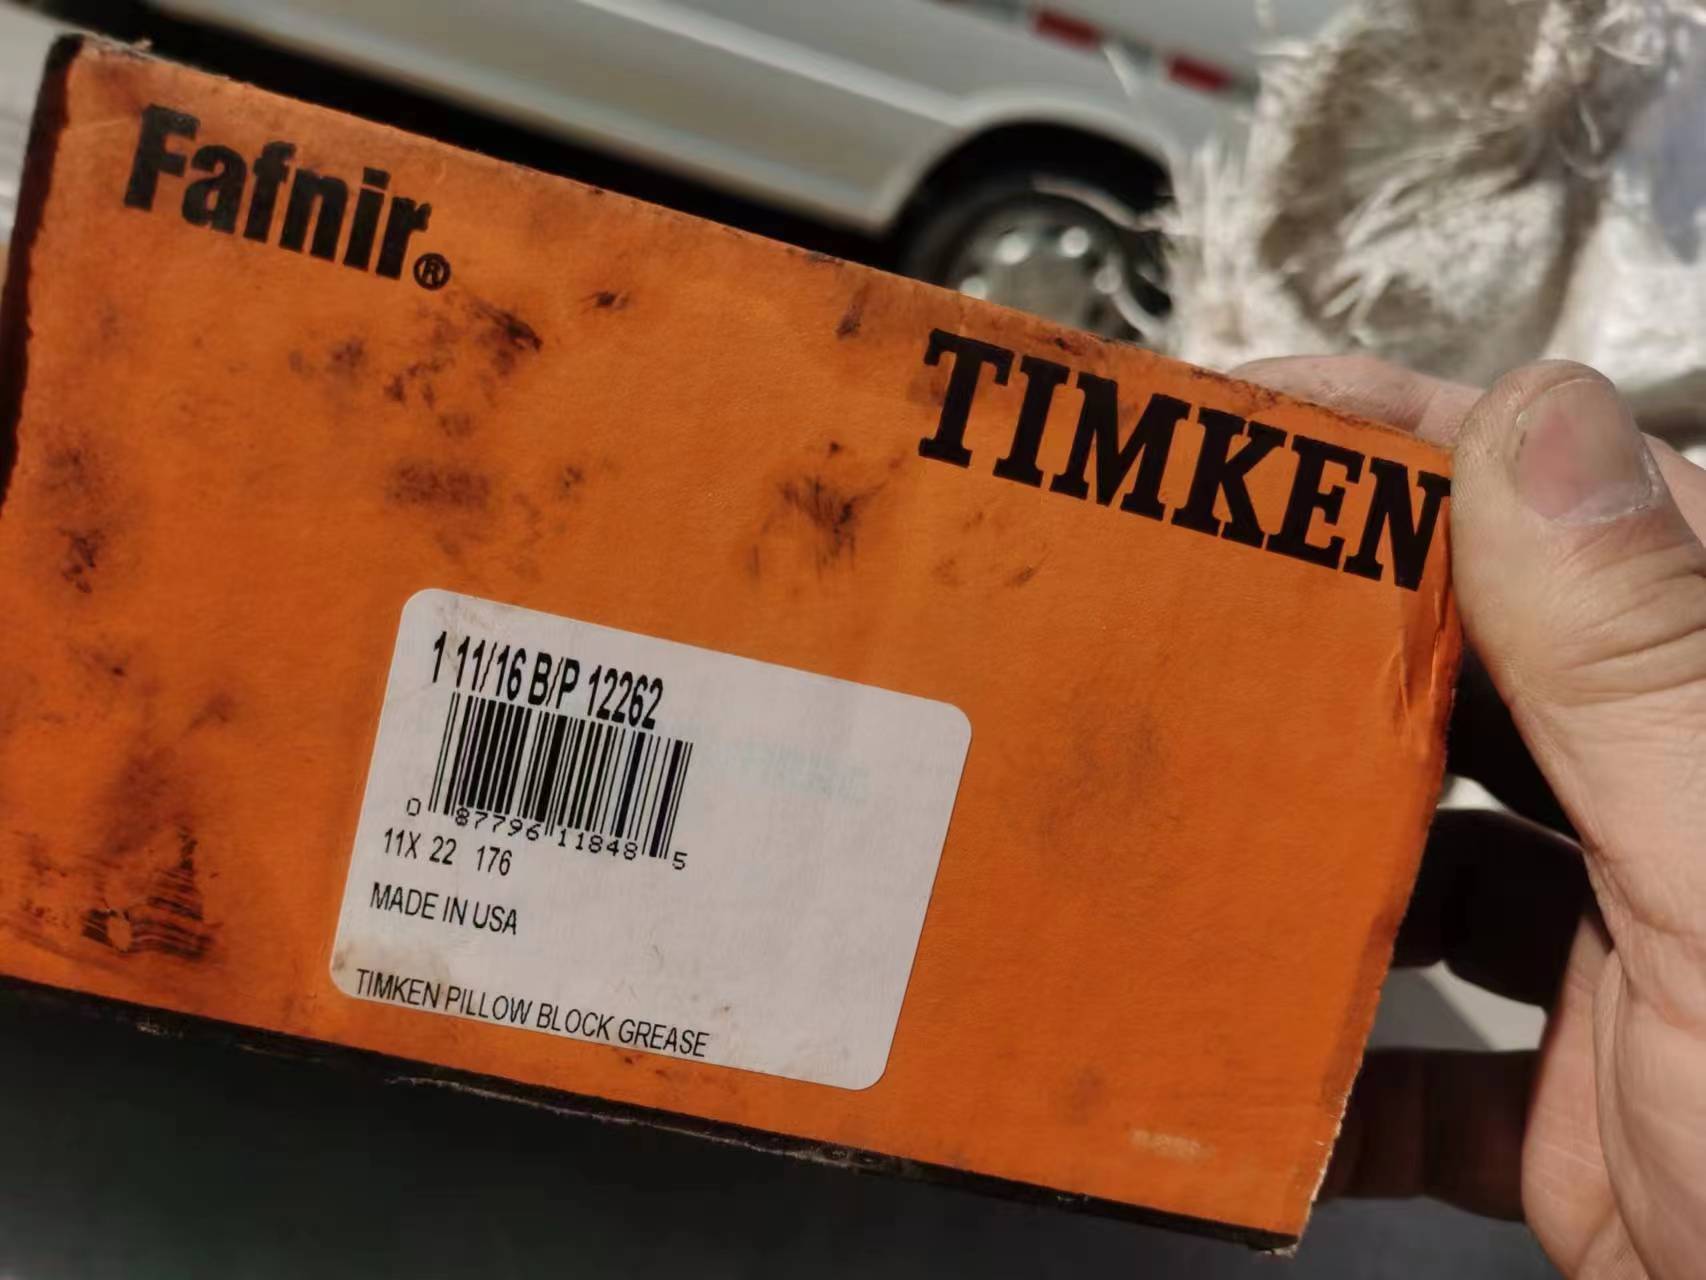 Fafnir®
TIMKEN
1 11/16 B/P 12262
0 87796 11848 5
11X 22 176
MADE IN USA
TIMKEN PILLOW BLOCK GREASE